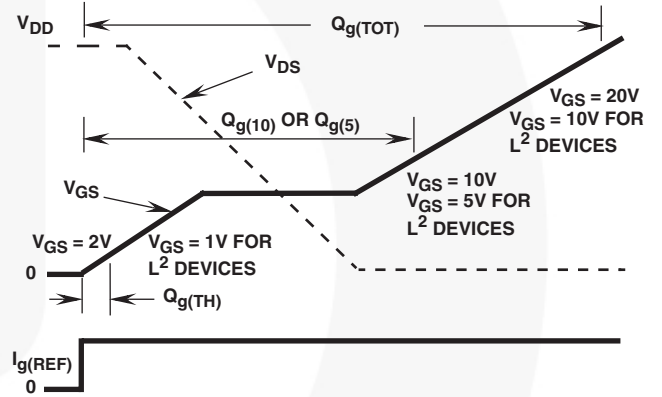 V_DD
Q_g(TOT)
V_DS
V_GS = 20V
V_GS = 10V FOR
L² DEVICES
Q_g(10) OR Q_g(5)
V_GS
V_GS = 10V
V_GS = 5V FOR
L² DEVICES
V_GS = 2V
V_GS = 1V FOR
L² DEVICES
0
Q_g(TH)
I_g(REF)
0